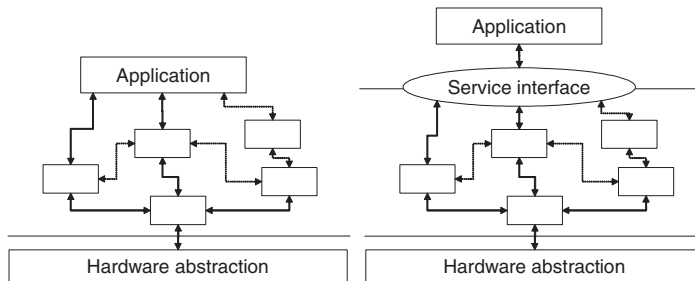 Application
Hardware abstraction
Application
Service interface
Hardware abstraction